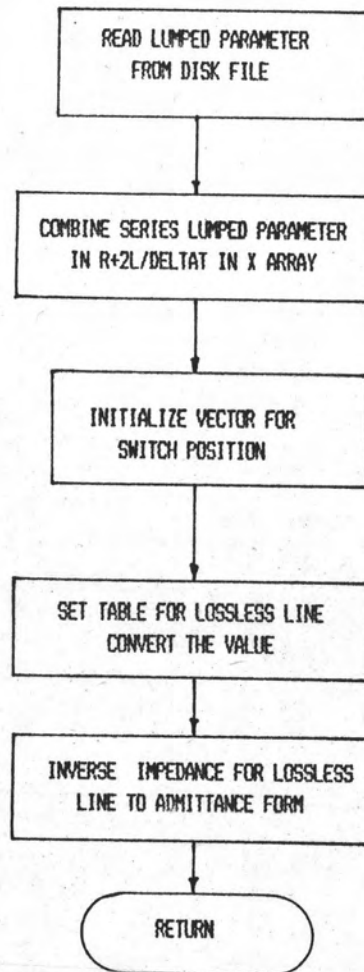 READ LUMPED PARAMETER
FROM DISK FILE
COMBINE SERIES LUMPED PARAMETER
IN R+2L/DELTAT IN X ARRAY
INITIALIZE VECTOR FOR
SWITCH POSITION
SET TABLE FOR LOSSLESS LINE
CONVERT THE VALUE
INVERSE IMPEDANCE FOR LOSSLESS
LINE TO ADMITTANCE FORM
RETURN